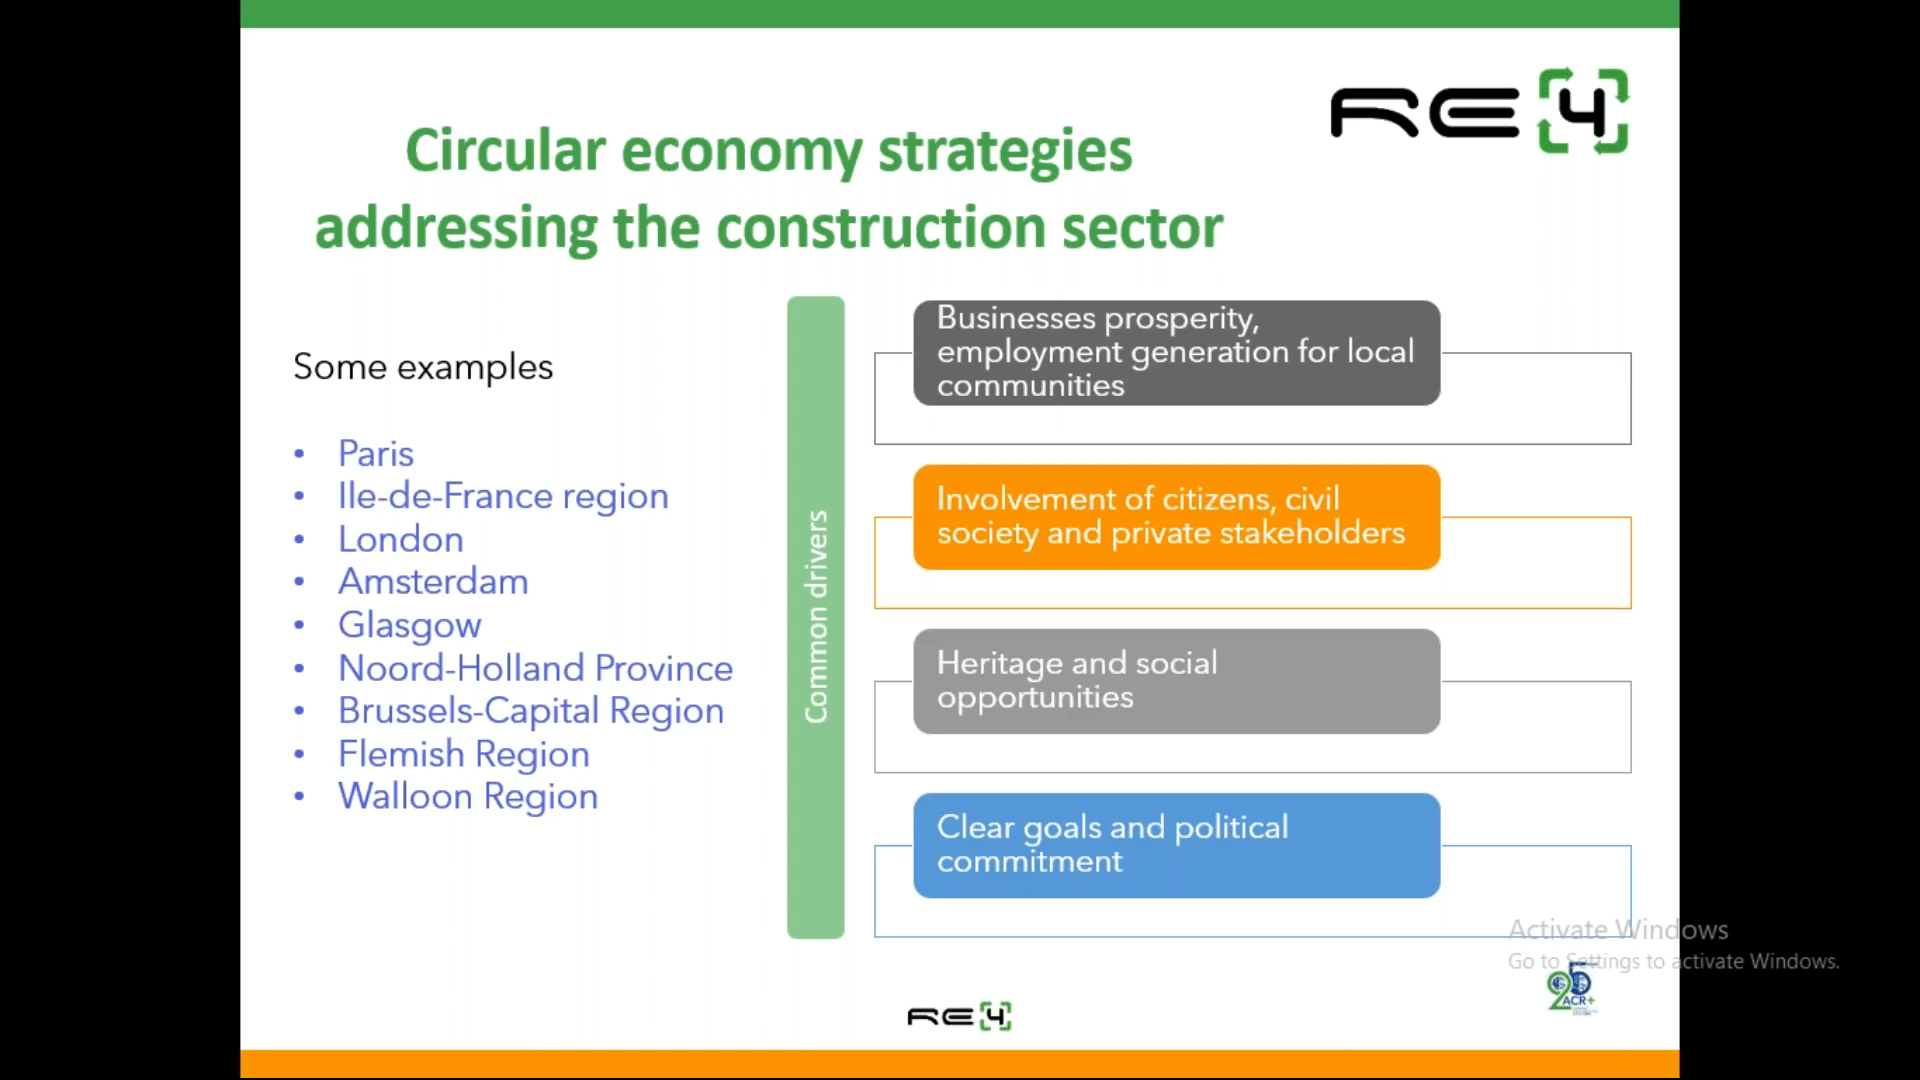 RE4
Circular economy strategies
addressing the construction sector
Some examples
• Paris
• Ile-de-France region
• London
• Amsterdam
• Glasgow
• Noord-Holland Province
• Brussels-Capital Region
• Flemish Region
• Walloon Region
Common drivers
Businesses prosperity,
employment generation for local
communities
Involvement of citizens, civil
society and private stakeholders
Heritage and social
opportunities
Clear goals and political
commitment
Activate Windows
Go to Settings to activate Windows.
25
ACR+
RE4